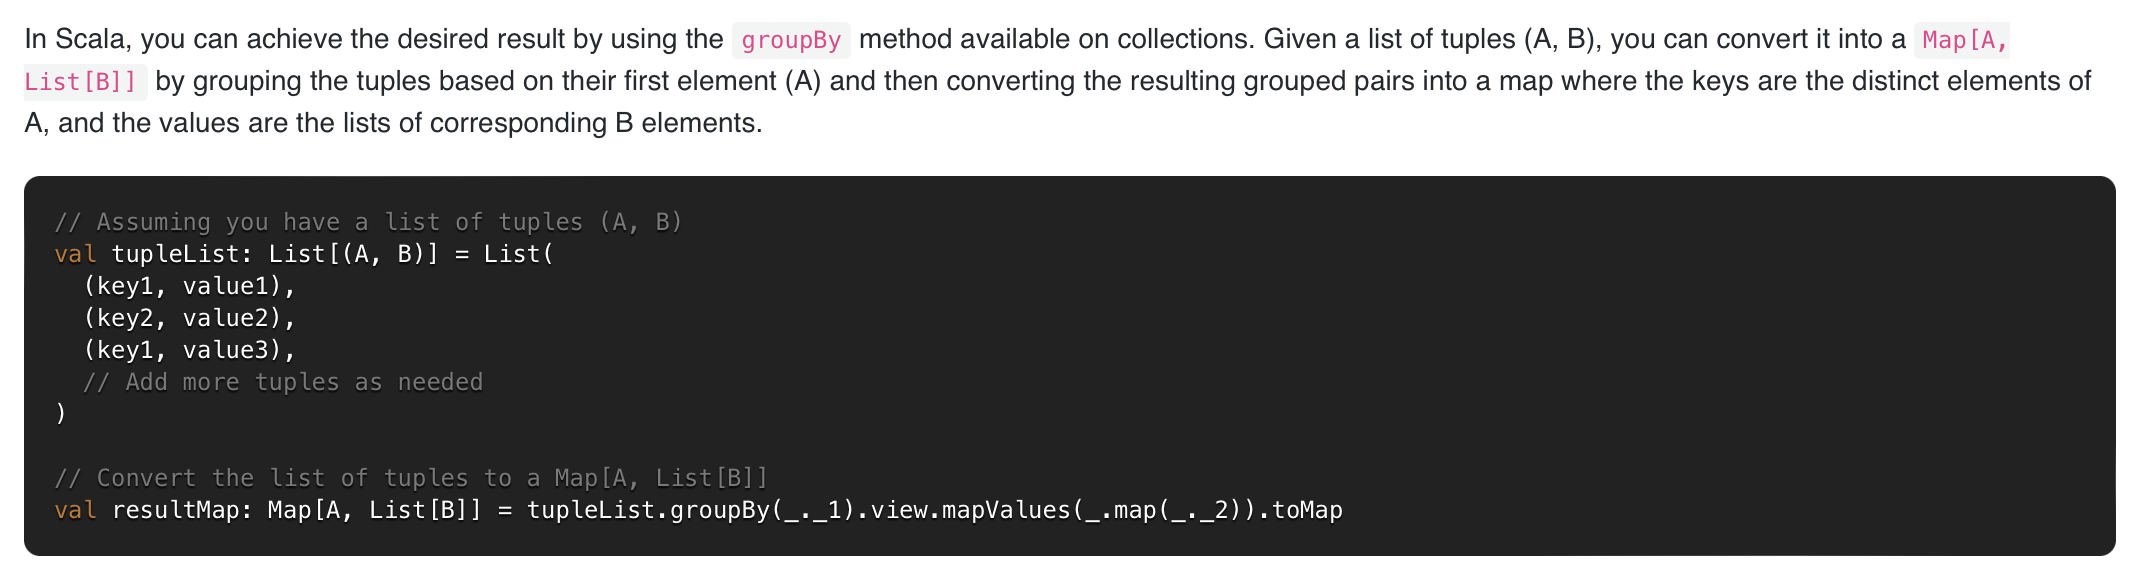 In Scala, you can achieve the desired result by using the groupBy method available on collections. Given a list of tuples (A, B), you can convert it into a Map[A,
List[B]] by grouping the tuples based on their first element (A) and then converting the resulting grouped pairs into a map where the keys are the distinct elements of
A, and the values are the lists of corresponding B elements.
// Assuming you have a list of tuples (A, B)
val tupleList: List[(A, B)] = List(
  (key1, value1),
  (key2, value2),
  (key1, value3),
  // Add more tuples as needed
)
// Convert the list of tuples to a Map[A, List[B]]
val resultMap: Map[A, List[B]] = tupleList.groupBy(_._1).view.mapValues(_.map(_._2)).toMap